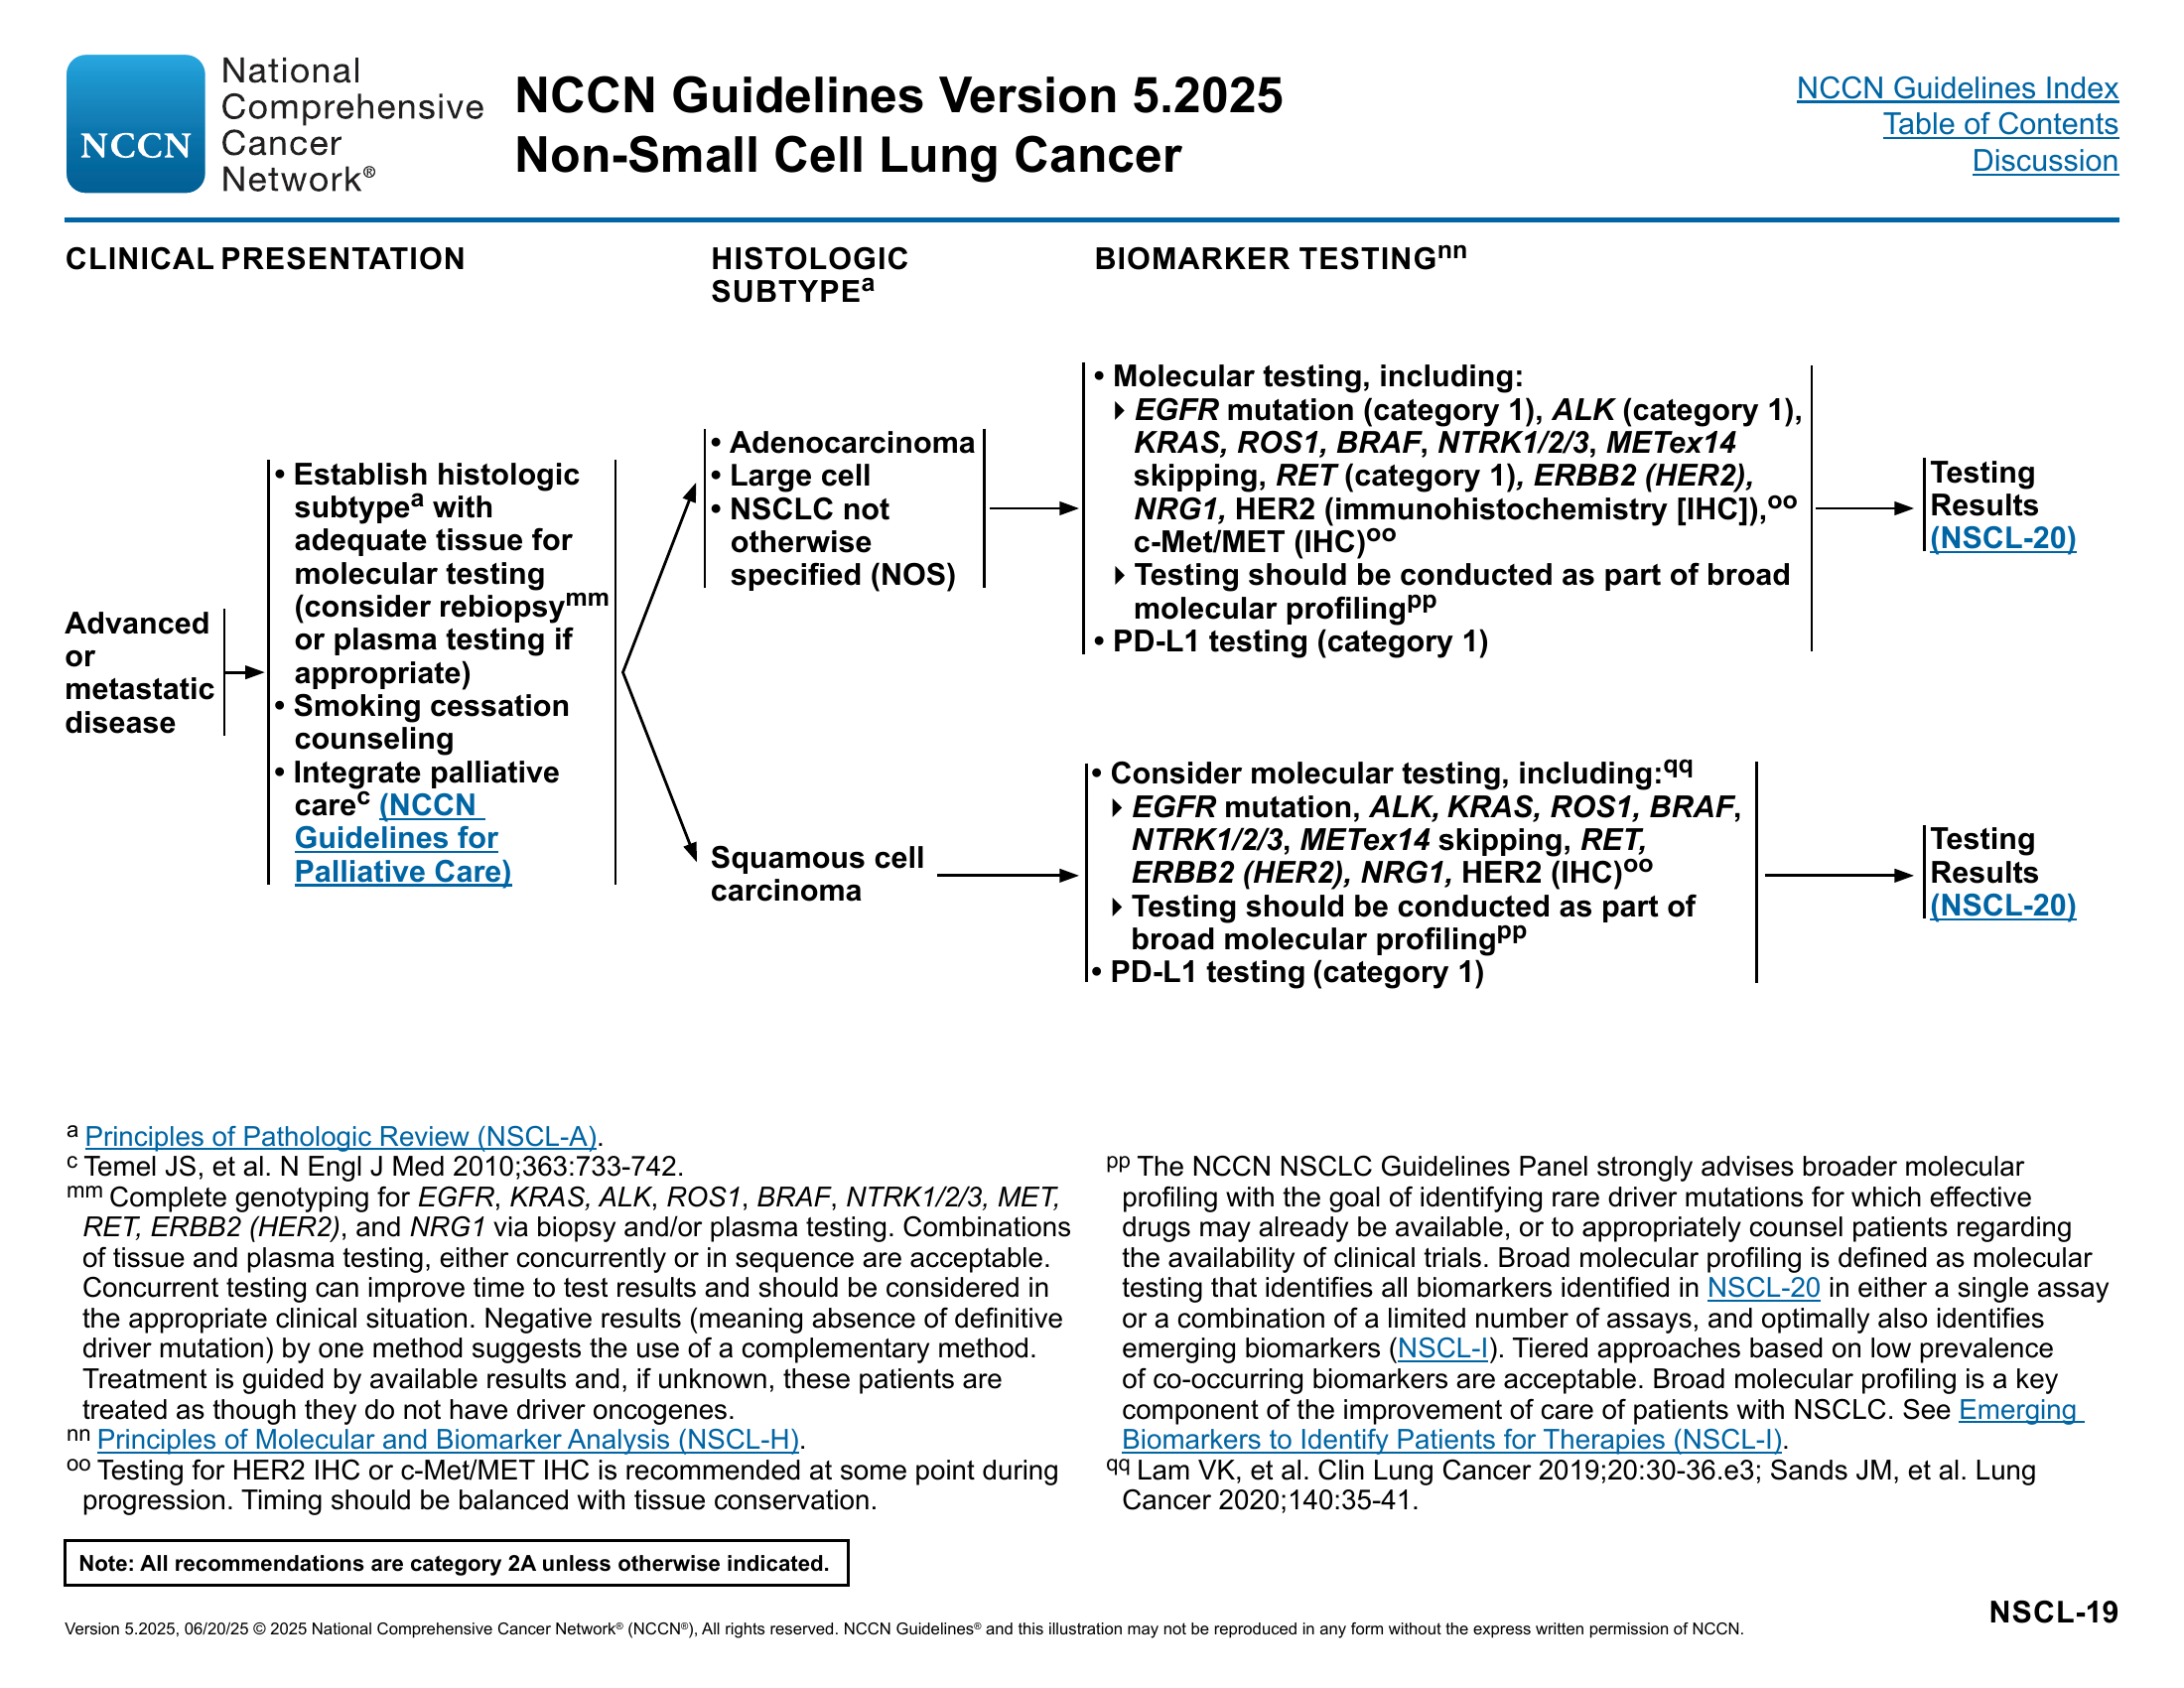 NCCN
National
Comprehensive
Cancer
Network®
NCCN Guidelines Version 5.2025
Non-Small Cell Lung Cancer
NCCN Guidelines Index
Table of Contents
Discussion
CLINICAL PRESENTATION
HISTOLOGIC
SUBTYPEa
BIOMARKER TESTINGnn
Advanced
or
metastatic
disease
• Establish histologic
subtypea with
adequate tissue for
molecular testing
(consider rebiopsymm
or plasma testing if
appropriate)
• Smoking cessation
counseling
• Integrate palliative
carec (NCCN
Guidelines for
Palliative Care)
• Adenocarcinoma
• Large cell
• NSCLC not
otherwise
specified (NOS)
• Molecular testing, including:
EGFR mutation (category 1), ALK (category 1),
KRAS, ROS1, BRAF, NTRK1/2/3, METex14
skipping, RET (category 1), ERBB2 (HER2),
NRG1, HER2 (immunohistochemistry [IHC]),oo
c-Met/MET (IHC)oo
Testing should be conducted as part of broad
molecular profilingpp
• PD-L1 testing (category 1)
Testing
Results
(NSCL-20)
Squamous cell
carcinoma
• Consider molecular testing, including:qq
EGFR mutation, ALK, KRAS, ROS1, BRAF,
NTRK1/2/3, METex14 skipping, RET,
ERBB2 (HER2), NRG1, HER2 (IHC)oo
Testing should be conducted as part of
broad molecular profilingpp
• PD-L1 testing (category 1)
Testing
Results
(NSCL-20)
a Principles of Pathologic Review (NSCL-A).
c Temel JS, et al. N Engl J Med 2010;363:733-742.
mm Complete genotyping for EGFR, KRAS, ALK, ROS1, BRAF, NTRK1/2/3, MET,
RET, ERBB2 (HER2), and NRG1 via biopsy and/or plasma testing. Combinations
of tissue and plasma testing, either concurrently or in sequence are acceptable.
Concurrent testing can improve time to test results and should be considered in
the appropriate clinical situation. Negative results (meaning absence of definitive
driver mutation) by one method suggests the use of a complementary method.
Treatment is guided by available results and, if unknown, these patients are
treated as though they do not have driver oncogenes.
nn Principles of Molecular and Biomarker Analysis (NSCL-H).
oo Testing for HER2 IHC or c-Met/MET IHC is recommended at some point during
progression. Timing should be balanced with tissue conservation.
pp The NCCN NSCLC Guidelines Panel strongly advises broader molecular
profiling with the goal of identifying rare driver mutations for which effective
drugs may already be available, or to appropriately counsel patients regarding
the availability of clinical trials. Broad molecular profiling is defined as molecular
testing that identifies all biomarkers identified in NSCL-20 in either a single assay
or a combination of a limited number of assays, and optimally also identifies
emerging biomarkers (NSCL-I). Tiered approaches based on low prevalence
of co-occurring biomarkers are acceptable. Broad molecular profiling is a key
component of the improvement of care of patients with NSCLC. See Emerging
Biomarkers to Identify Patients for Therapies (NSCL-I).
qq Lam VK, et al. Clin Lung Cancer 2019;20:30-36.e3; Sands JM, et al. Lung
Cancer 2020;140:35-41.
Note: All recommendations are category 2A unless otherwise indicated.
NSCL-19
Version 5.2025, 06/20/25 © 2025 National Comprehensive Cancer Network® (NCCN®), All rights reserved. NCCN Guidelines® and this illustration may not be reproduced in any form without the express written permission of NCCN.